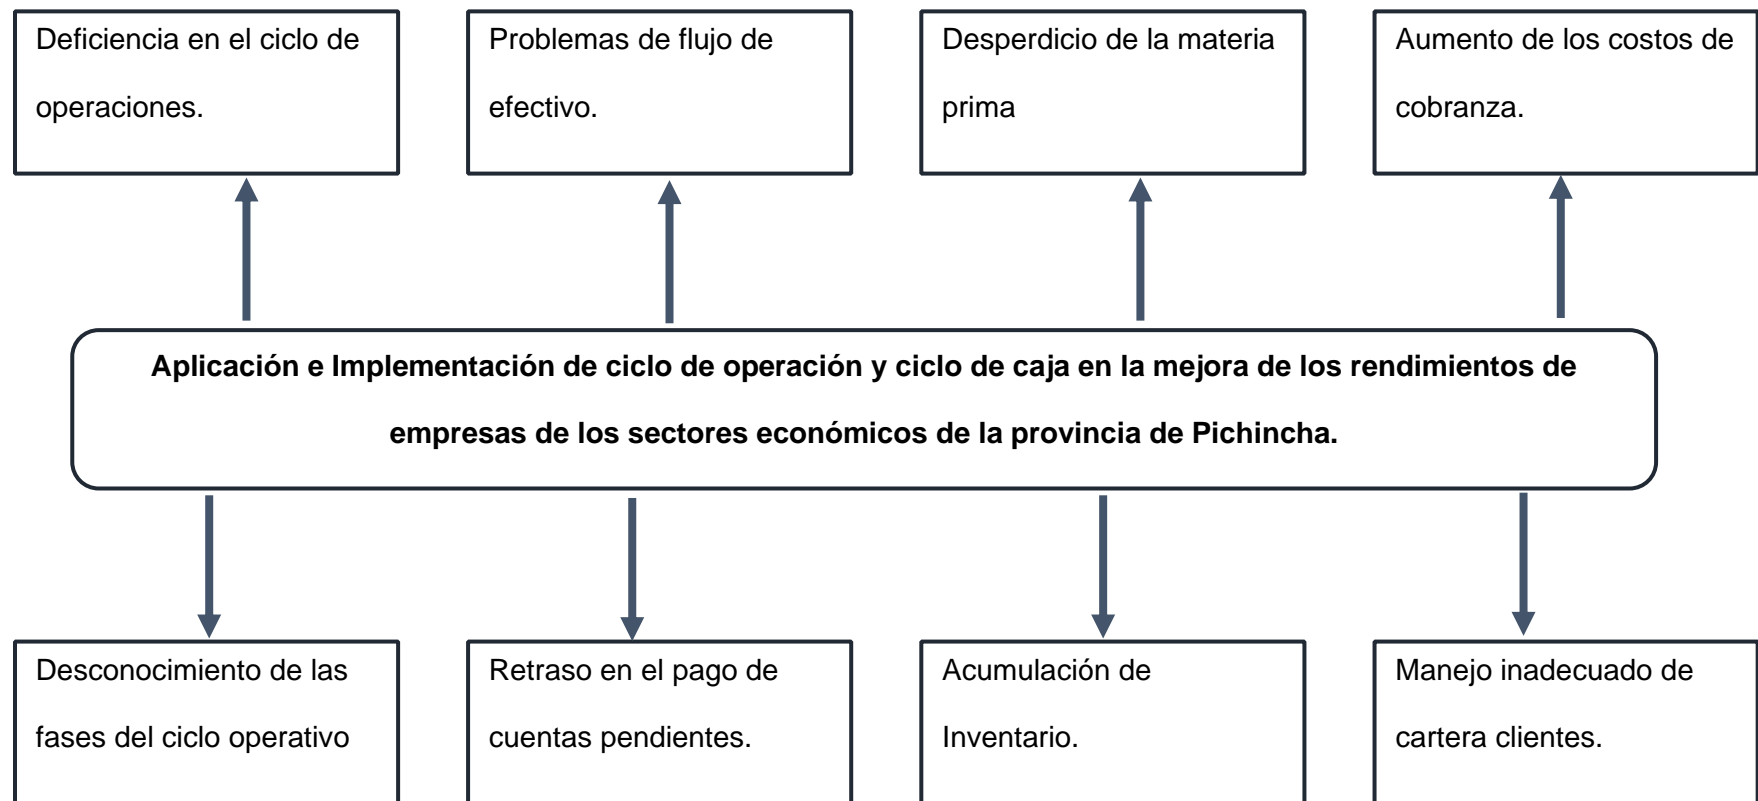 Deficiencia en el ciclo de
operaciones.
Problemas de flujo de
efectivo.
Desperdicio de la materia
prima
Aumento de los costos de
cobranza.
Aplicación e Implementación de ciclo de operación y ciclo de caja en la mejora de los rendimientos de
empresas de los sectores económicos de la provincia de Pichincha.
Desconocimiento de las
fases del ciclo operativo
Retraso en el pago de
cuentas pendientes.
Acumulación de
Inventario.
Manejo inadecuado de
cartera clientes.